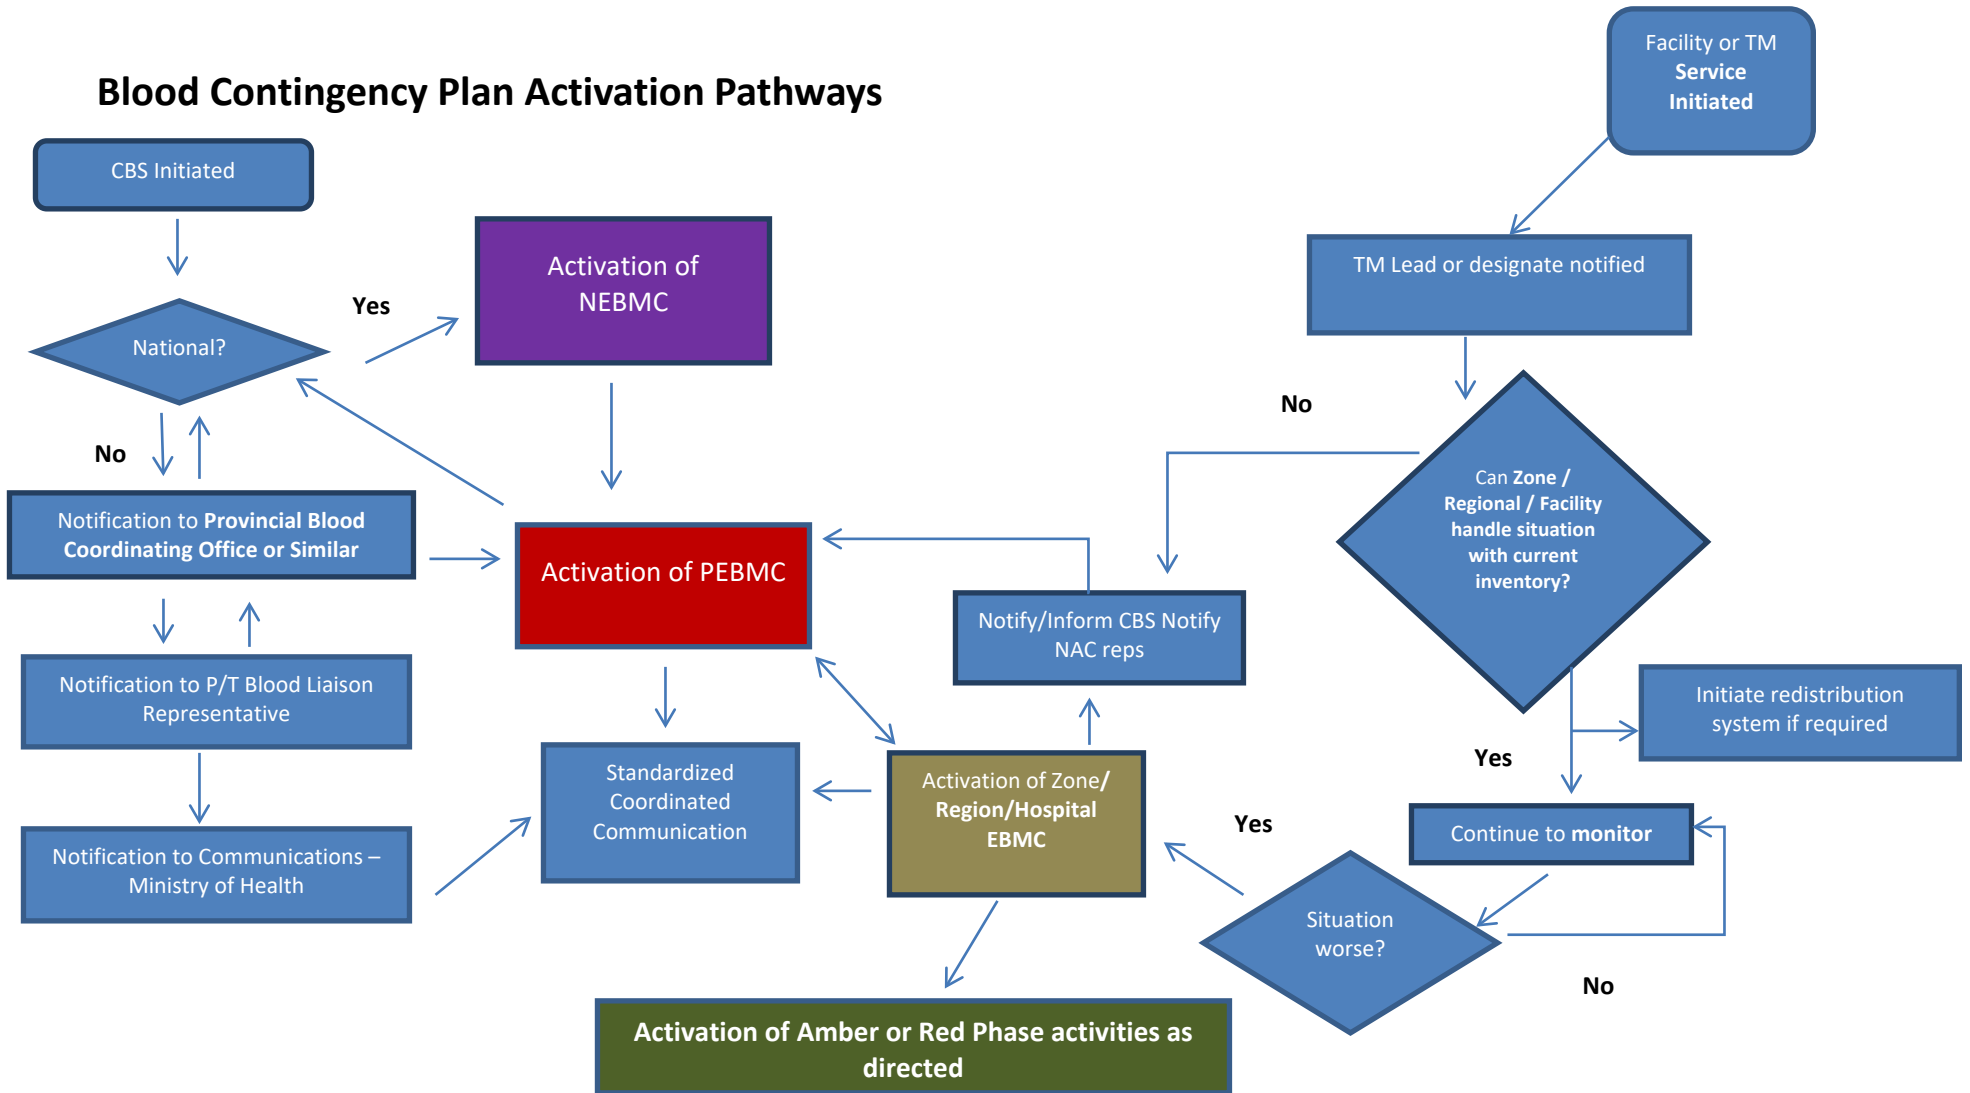 Blood Contingency Plan Activation Pathways
CBS Initiated
National?
Yes
No
Activation of
NEBMC
Notification to Provincial Blood
Coordinating Office or Similar
Notification to P/T Blood Liaison
Representative
Notification to Communications –
Ministry of Health
Activation of PEBMC
Standardized
Coordinated
Communication
Facility or TM
Service
Initiated
TM Lead or designate notified
No
Can Zone /
Regional / Facility
handle situation
with current
inventory?
Notify/Inform CBS Notify
NAC reps
Initiate redistribution
system if required
Yes
Continue to monitor
Situation
worse?
No
Yes
Activation of Zone/
Region/Hospital
EBMC
Activation of Amber or Red Phase activities as
directed